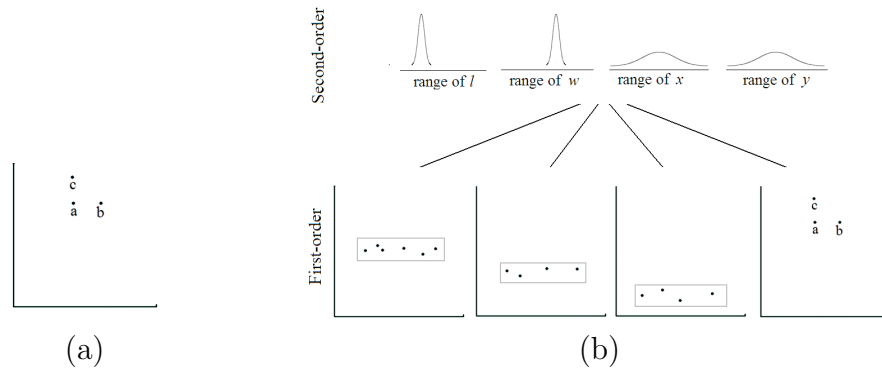 Second-order
range of l
range of w
range of x
range of y
c
a b
First-order
c
a b
(a)
(b)